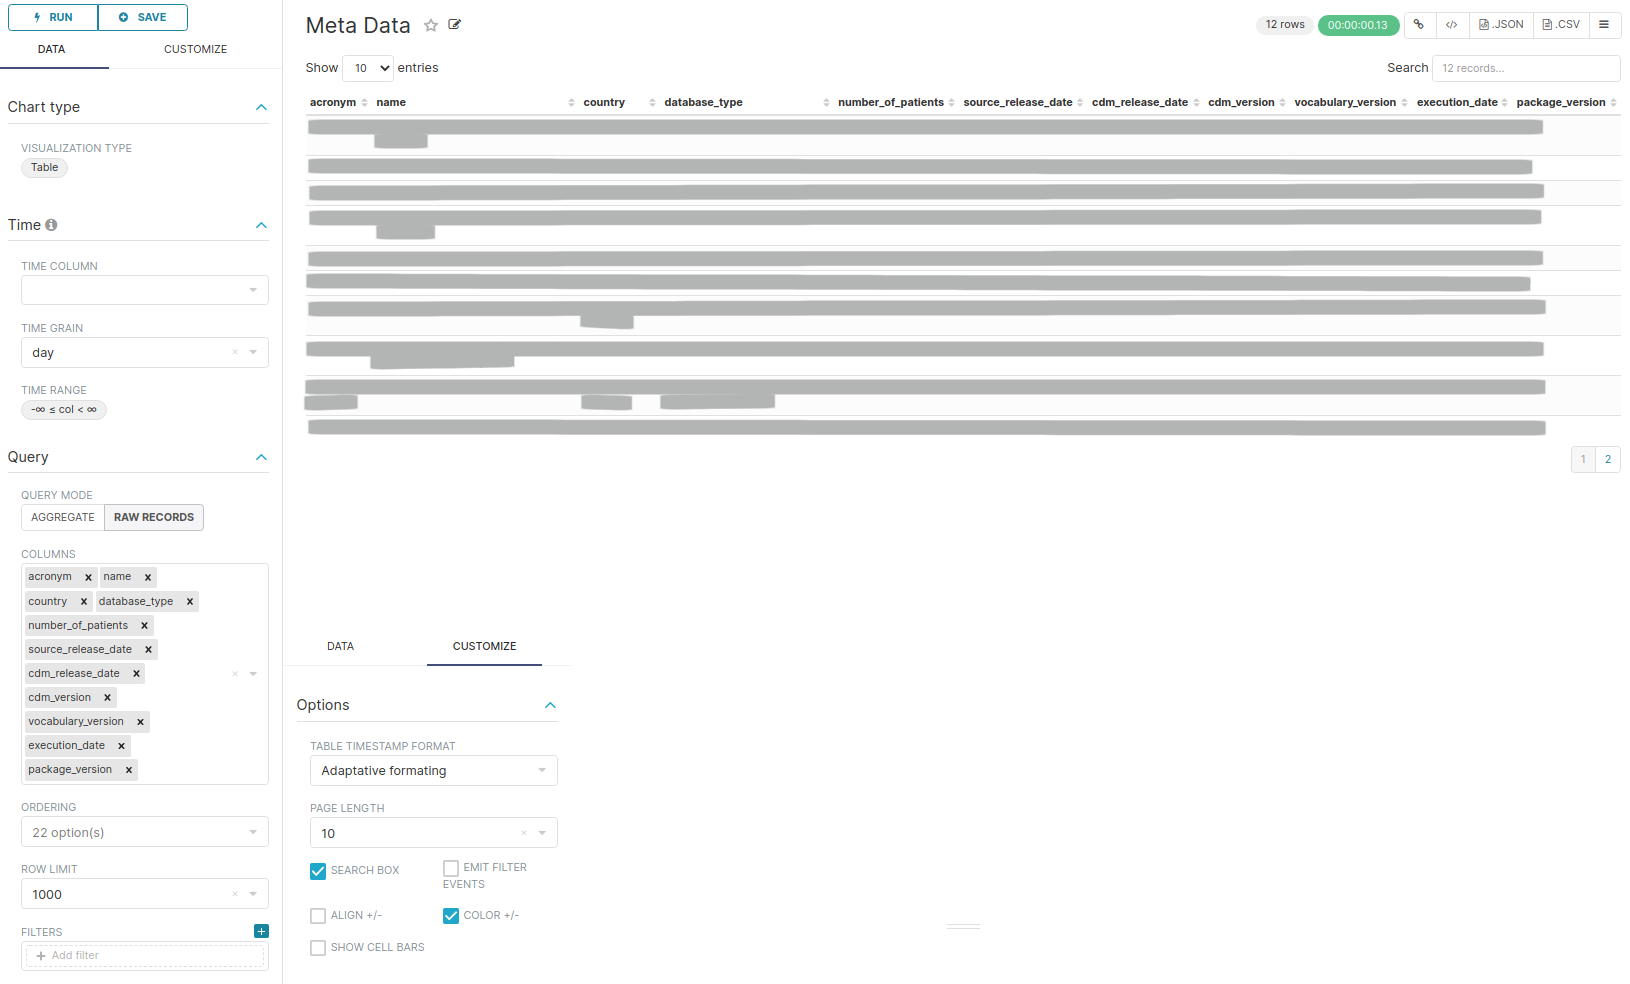 RUN
SAVE
DATA
CUSTOMIZE
Chart type
VISUALIZATION TYPE
Table
Time
TIME COLUMN
TIME GRAIN
day
TIME RANGE
-∞ ≤ col < ∞
Query
QUERY MODE
AGGREGATE
RAW RECORDS
COLUMNS
acronym x name x
country x database_type x
number_of_patients x
source_release_date x
cdm_release_date x
cdm_version x
vocabulary_version x
execution_date x
package_version x
ORDERING
22 option(s)
ROW LIMIT
1000
FILTERS
+ Add filter
Meta Data
12 rows
00:00:00.13
</>
.JSON
.CSV
Show 10 entries
Search 12 records...
acronym name country database_type number_of_patients source_release_date cdm_release_date cdm_version vocabulary_version execution_date package_version
1 2
DATA
CUSTOMIZE
Options
TABLE TIMESTAMP FORMAT
Adaptative formating
PAGE LENGTH
10
SEARCH BOX
EMIT FILTER
EVENTS
ALIGN +/-
COLOR +/-
SHOW CELL BARS